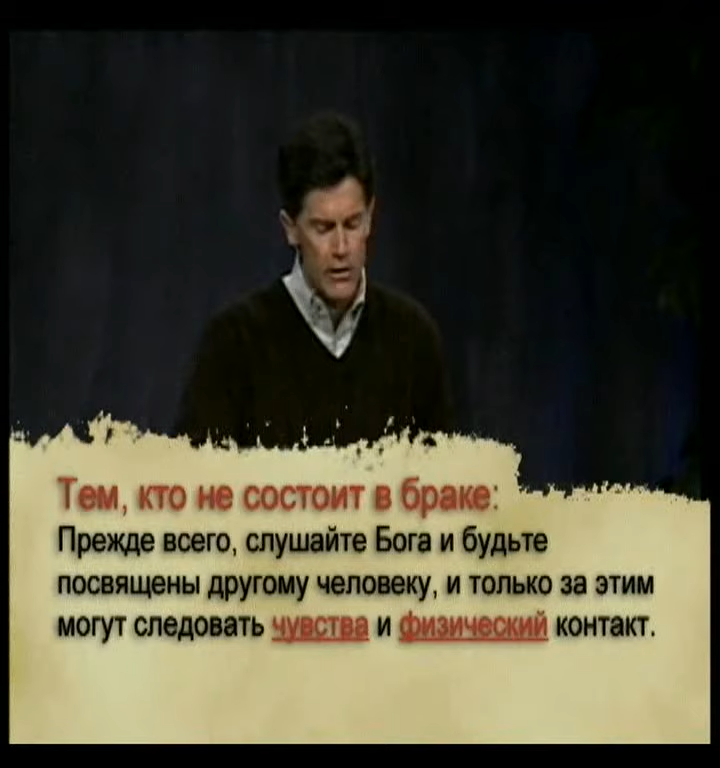 Тем, кто не состоит в браке:
Прежде всего, слушайте Бога и будьте
посвящены другому человеку, и только за этим
могут следовать чувства и физический контакт.